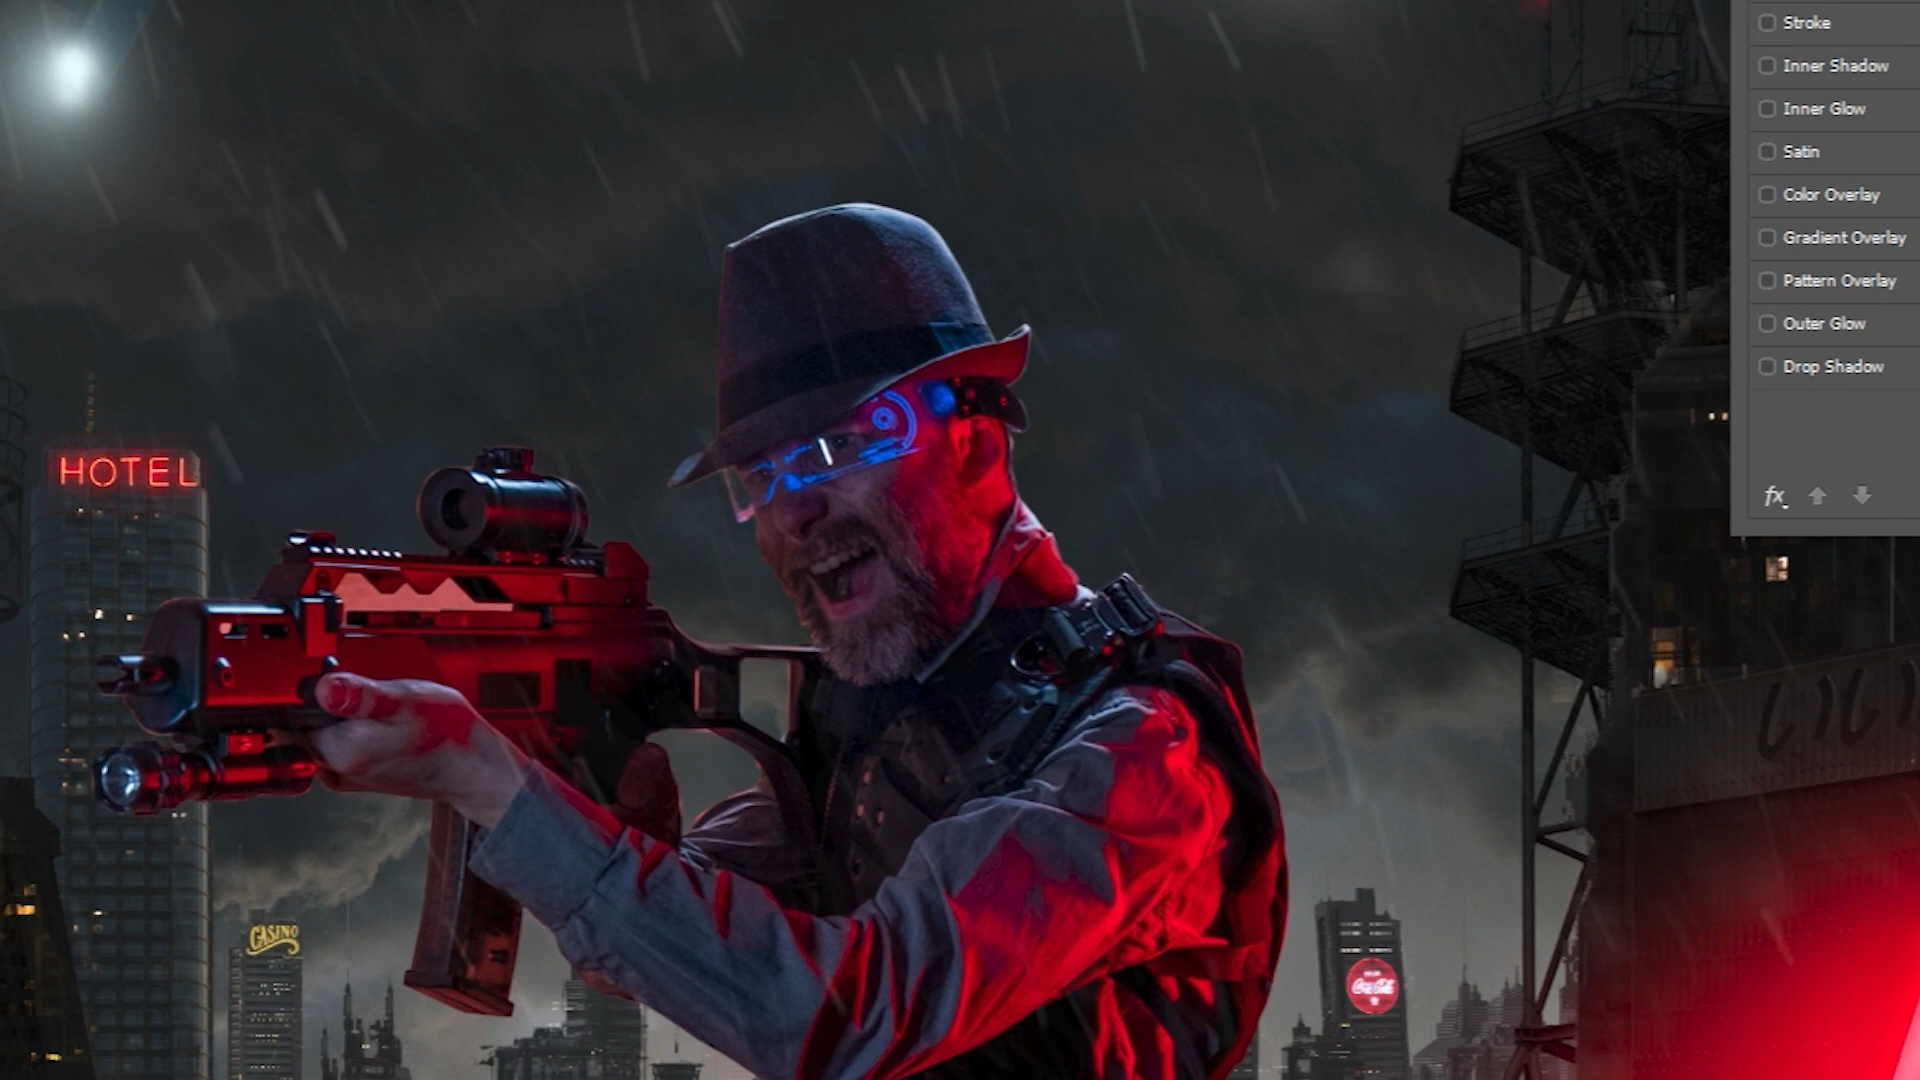 Stroke
Inner Shadow
Inner Glow
Satin
Color Overlay
Gradient Overlay
Pattern Overlay
Outer Glow
Drop Shadow
fx
HOTEL
CASINO
Coca-Cola